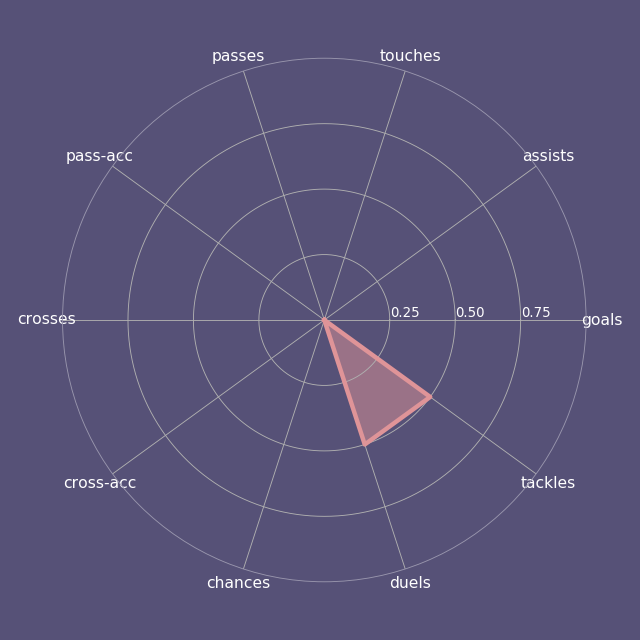 passes
touches
pass-acc
assists
0.25
0.50
0.75
crosses
goals
cross-acc
tackles
chances
duels